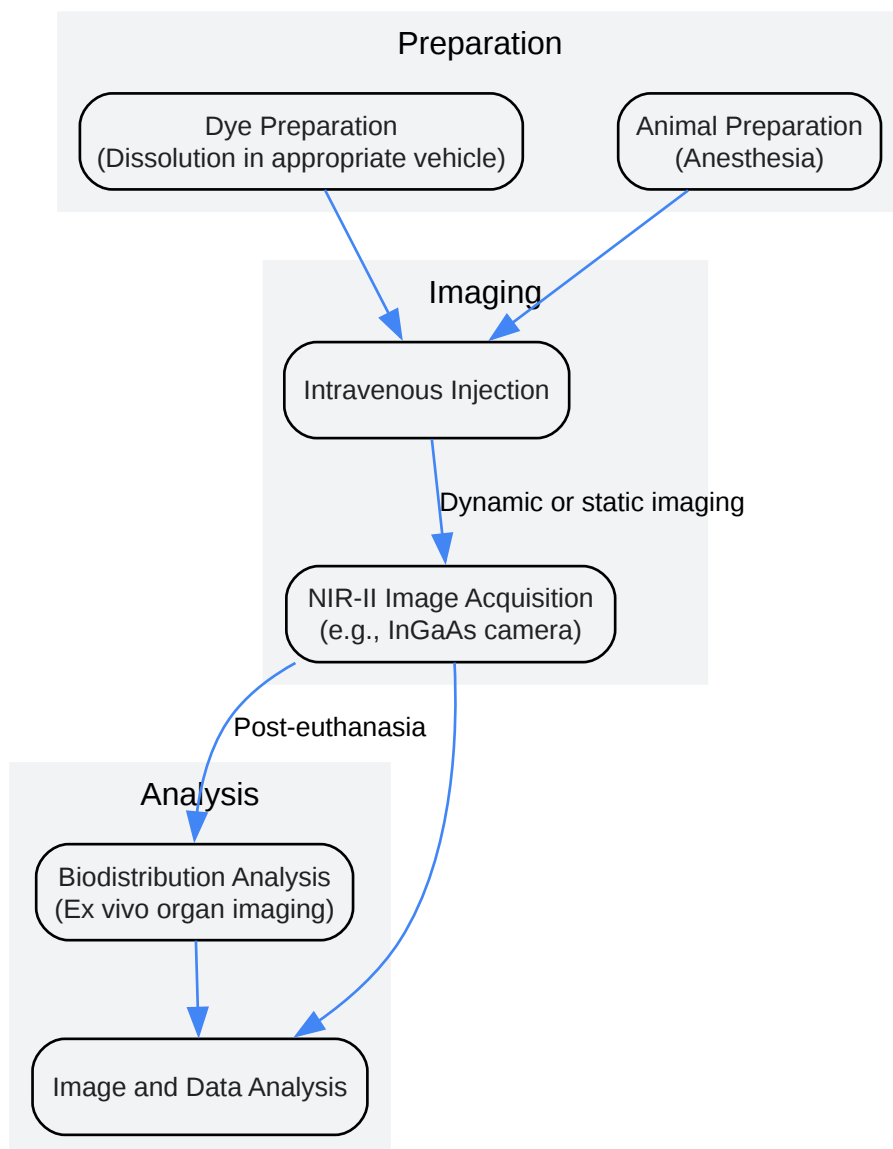 Preparation
Dye Preparation
(Dissolution in appropriate vehicle)
Animal Preparation
(Anesthesia)
Imaging
Intravenous Injection
Dynamic or static imaging
NIR-II Image Acquisition
(e.g., InGaAs camera)
Post-euthanasia
Analysis
Biodistribution Analysis
(Ex vivo organ imaging)
Image and Data Analysis